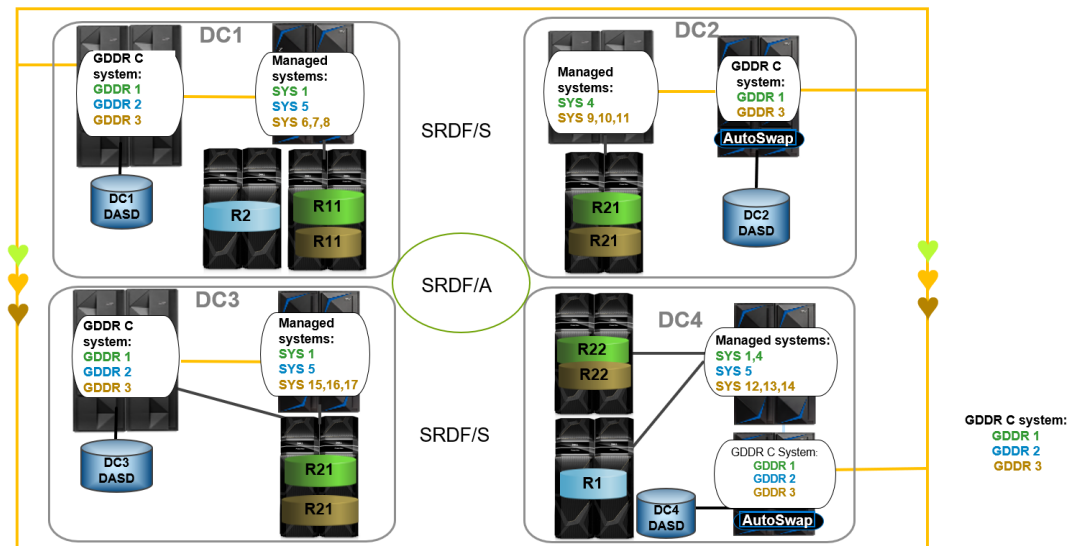 DC1
GDDR C
system:
GDDR 1
GDDR 2
GDDR 3
Managed
systems:
SYS 1
SYS 5
SYS 6,7,8
DC1
DASD
R2
R11
R11
SRDF/S
DC2
Managed
systems:
SYS 4
SYS 9,10,11
GDDR C
system:
GDDR 1
GDDR 3
AutoSwap
R21
R21
DC2
DASD
SRDF/A
DC3
GDDR C
system:
GDDR 1
GDDR 2
GDDR 3
Managed
systems:
SYS 1
SYS 5
SYS 15,16,17
DC3
DASD
R21
R21
SRDF/S
DC4
R22
R22
Managed systems:
SYS 1,4
SYS 5
SYS 12,13,14
R1
GDDR C System:
GDDR 1
GDDR 2
GDDR 3
DC4
DASD
AutoSwap
GDDR C system:
GDDR 1
GDDR 2
GDDR 3